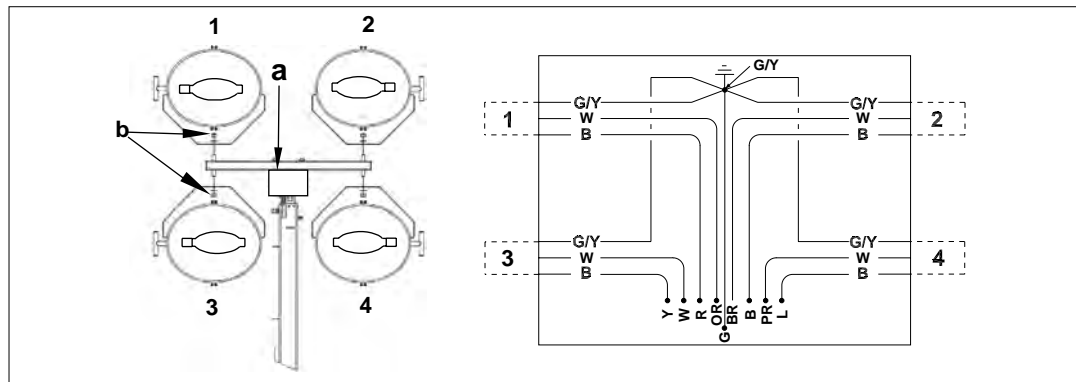 1 2
a
b
3 4
G/Y
1 G/Y G/Y 2
W W
B B
3 G/Y G/Y 4
W W
B B
Y W R OR G BR B PR L